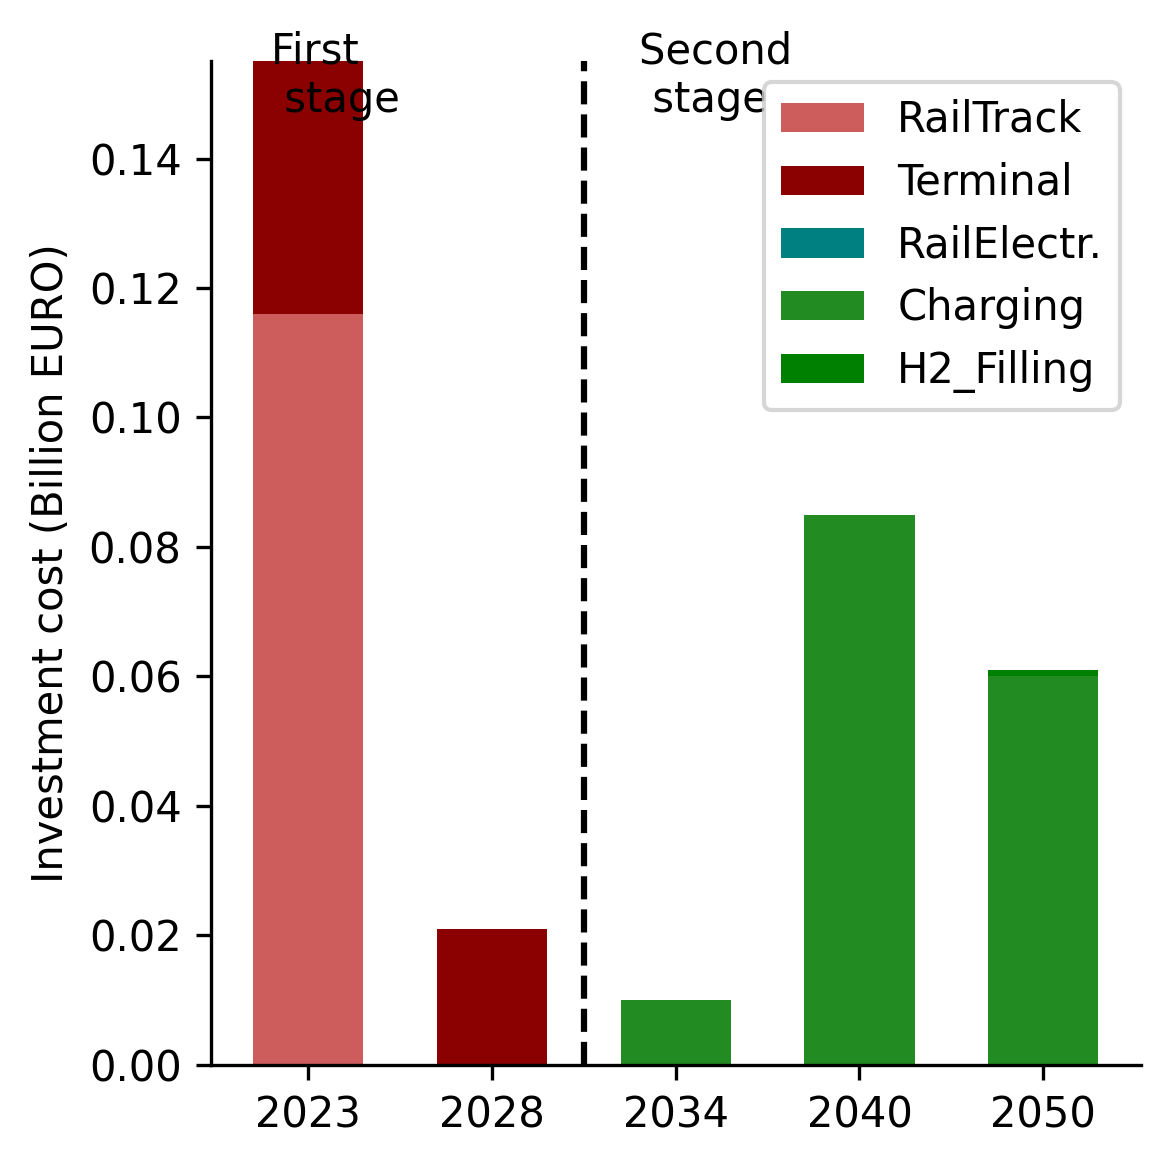 First
stage
Second
stage
RailTrack
Terminal
RailElectr.
Charging
H2_Filling
Investment cost (Billion EURO)
0.14
0.12
0.10
0.08
0.06
0.04
0.02
0.00
2023
2028
2034
2040
2050